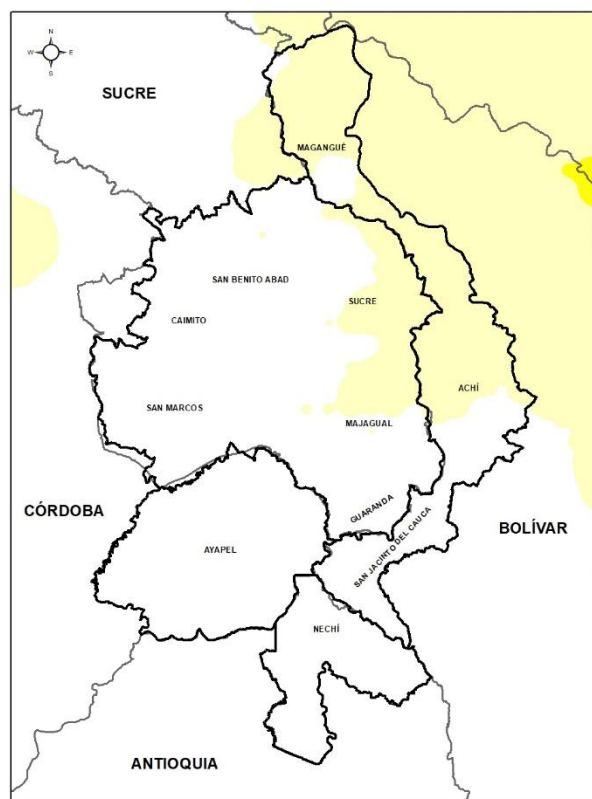 N
W E
S
SUCRE
MAGANGUÉ
SAN BENITO ABAD
SUCRE
CAIMITO
ACHÍ
SAN MARCOS
MAJAGUAL
CÓRDOBA
GUARANDA
BOLÍVAR
SAN JACINTO DEL CAUCA
AYAPEL
NECHÍ
ANTIOQUIA